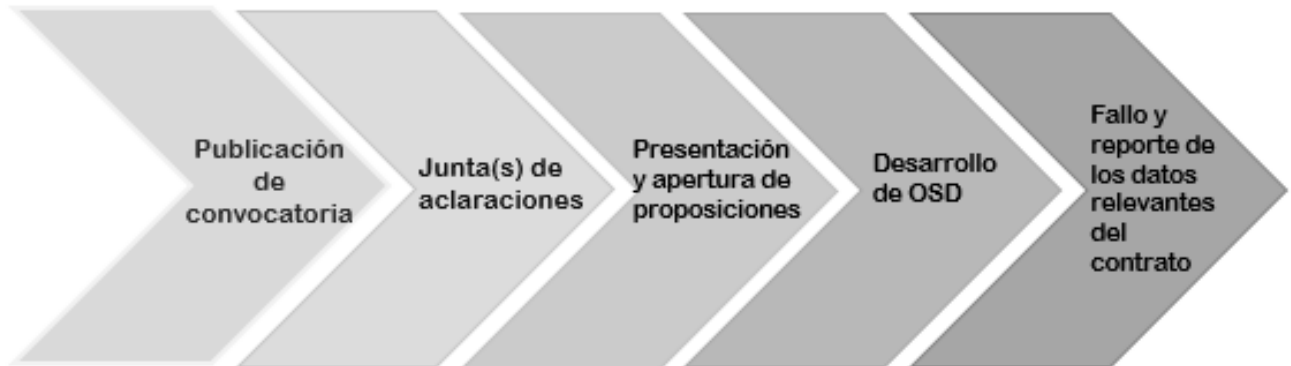 Publicación
de
convocatoria
Junta(s) de
aclaraciones
Presentación
y apertura de
proposiciones
Desarrollo
de OSD
Fallo y
reporte de
los datos
relevantes
del
contrato